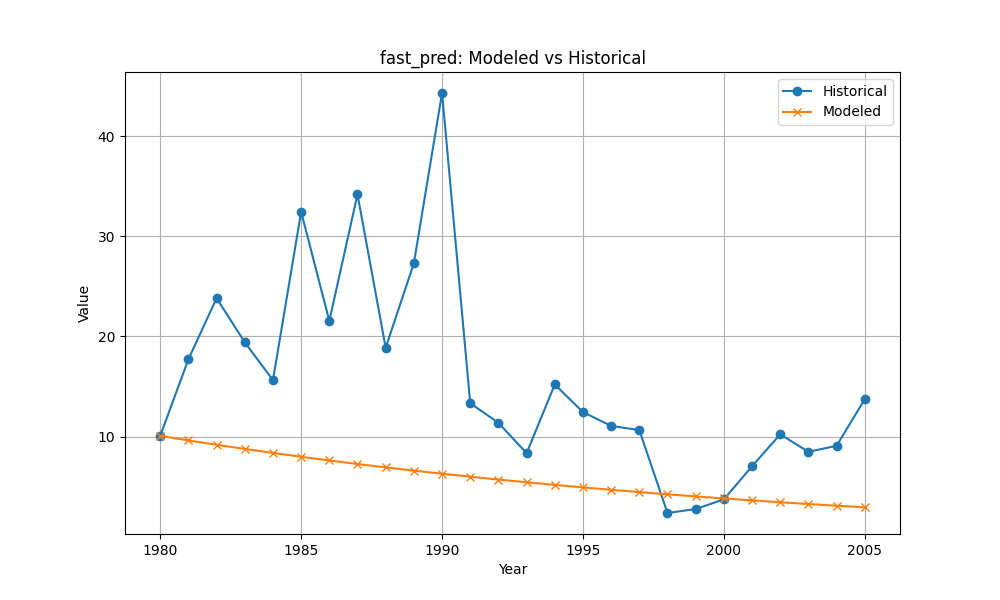 fast_pred: Modeled vs Historical
Historical
Modeled
Value
40
30
20
10
1980
1985
1990
1995
2000
2005
Year